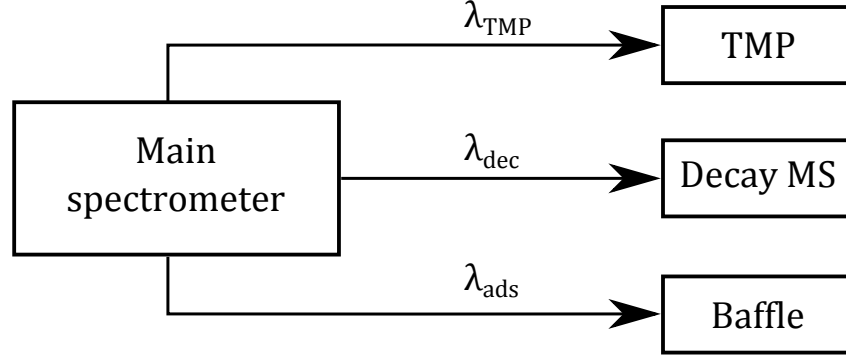 λTMP
TMP
Main
spectrometer
λdec
Decay MS
λads
Baffle